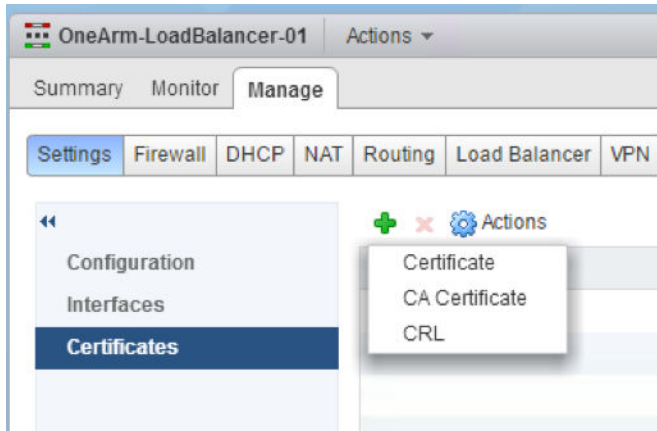 OneArm-LoadBalancer-01 Actions
Summary Monitor Manage
Settings Firewall DHCP NAT Routing Load Balancer VPN
Actions
Configuration
Interfaces
Certificates
Certificate
CA Certificate
CRL